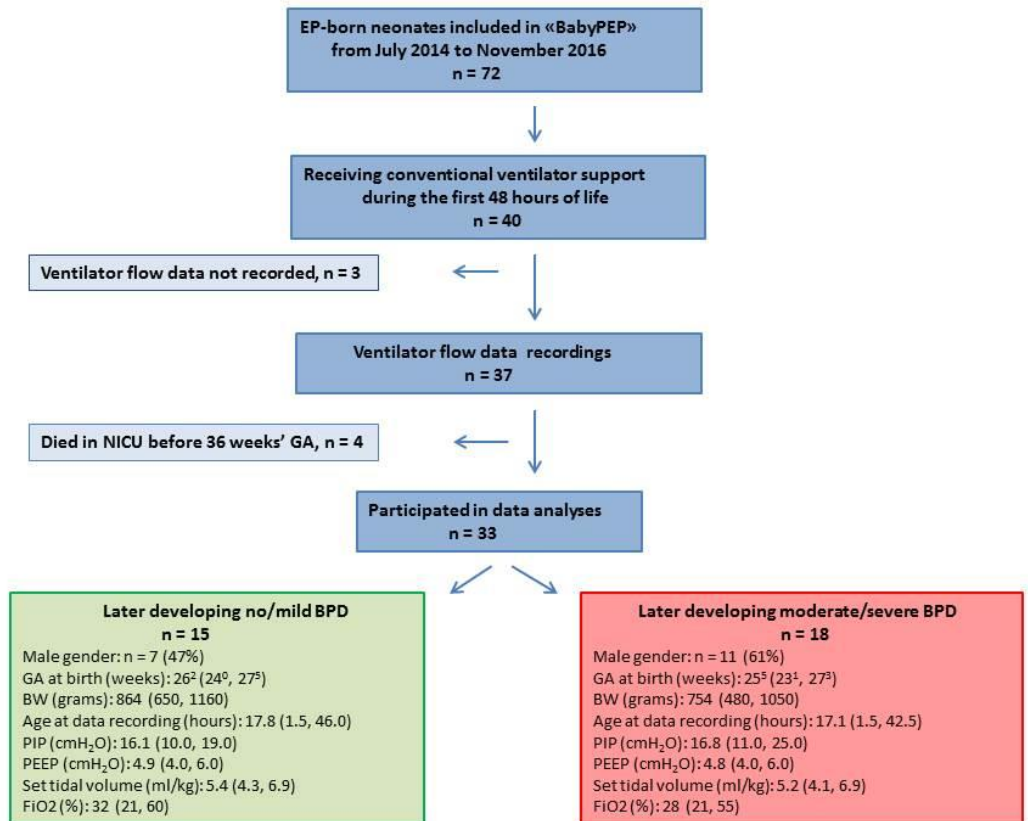 EP-born neonates included in «BabyPEP»
from July 2014 to November 2016
n = 72
Receiving conventional ventilator support
during the first 48 hours of life
n = 40
Ventilator flow data not recorded, n = 3
Ventilator flow data recordings
n = 37
Died in NICU before 36 weeks’ GA, n = 4
Participated in data analyses
n = 33
Later developing no/mild BPD
n = 15
Male gender: n = 7 (47%)
GA at birth (weeks): 26² (24⁰, 27⁵)
BW (grams): 864 (650, 1160)
Age at data recording (hours): 17.8 (1.5, 46.0)
PIP (cmH₂O): 16.1 (10.0, 19.0)
PEEP (cmH₂O): 4.9 (4.0, 6.0)
Set tidal volume (ml/kg): 5.4 (4.3, 6.9)
FiO2 (%): 32 (21, 60)
Later developing moderate/severe BPD
n = 18
Male gender: n = 11 (61%)
GA at birth (weeks): 25⁵ (23¹, 27³)
BW (grams): 754 (480, 1050)
Age at data recording (hours): 17.1 (1.5, 42.5)
PIP (cmH₂O): 16.8 (11.0, 25.0)
PEEP (cmH₂O): 4.8 (4.0, 6.0)
Set tidal volume (ml/kg): 5.2 (4.1, 6.9)
FiO2 (%): 28 (21, 55)